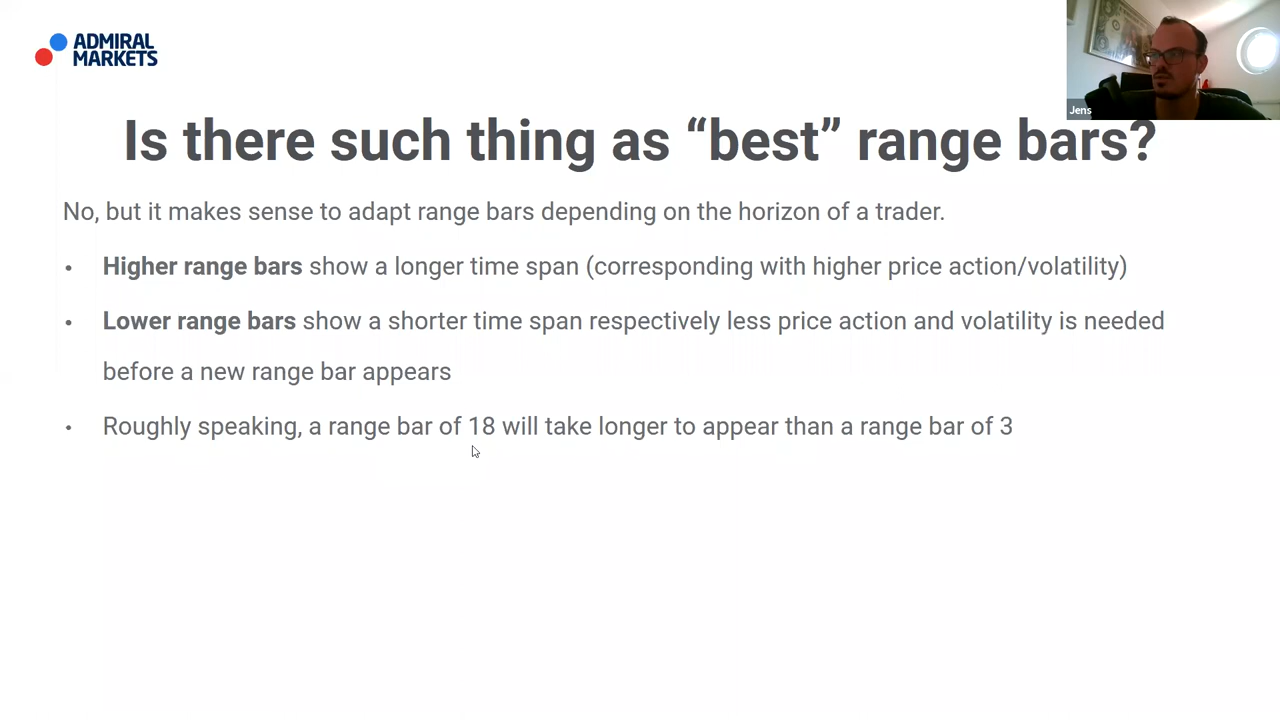 ADMIRAL
MARKETS
Jens
Is there such thing as “best” range bars?
No, but it makes sense to adapt range bars depending on the horizon of a trader.
• Higher range bars show a longer time span (corresponding with higher price action/volatility)
• Lower range bars show a shorter time span respectively less price action and volatility is needed
before a new range bar appears
• Roughly speaking, a range bar of 18 will take longer to appear than a range bar of 3